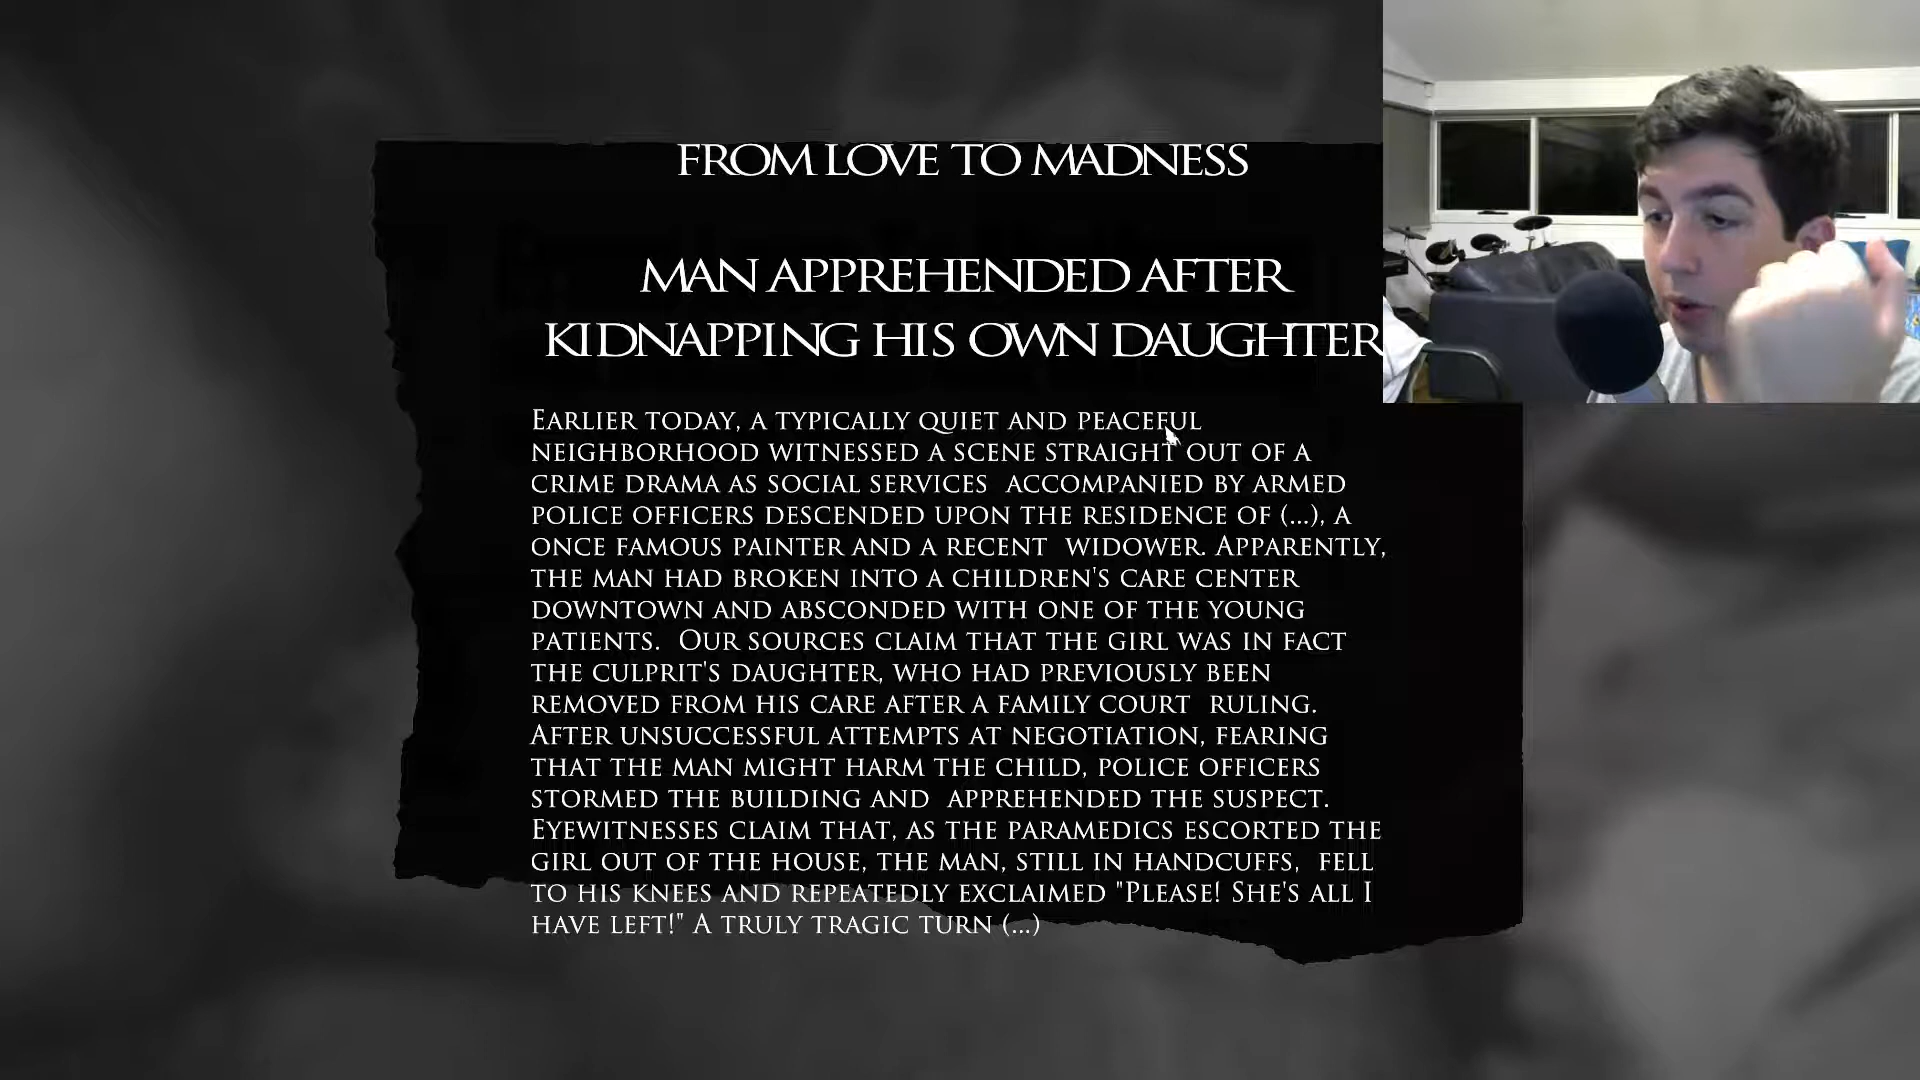 FROM LOVE TO MADNESS
MAN APPREHENDED AFTER
KIDNAPPING HIS OWN DAUGHTER
EARLIER TODAY, A TYPICALLY QUIET AND PEACEFUL
NEIGHBORHOOD WITNESSED A SCENE STRAIGHT OUT OF A
CRIME DRAMA AS SOCIAL SERVICES ACCOMPANIED BY ARMED
POLICE OFFICERS DESCENDED UPON THE RESIDENCE OF (...), A
ONCE FAMOUS PAINTER AND A RECENT WIDOWER. APPARENTLY,
THE MAN HAD BROKEN INTO A CHILDREN'S CARE CENTER
DOWNTOWN AND ABSCONDED WITH ONE OF THE YOUNG
PATIENTS. OUR SOURCES CLAIM THAT THE GIRL WAS IN FACT
THE CULPRIT'S DAUGHTER, WHO HAD PREVIOUSLY BEEN
REMOVED FROM HIS CARE AFTER A FAMILY COURT RULING.
AFTER UNSUCCESSFUL ATTEMPTS AT NEGOTIATION, FEARING
THAT THE MAN MIGHT HARM THE CHILD, POLICE OFFICERS
STORMED THE BUILDING AND APPREHENDED THE SUSPECT.
EYEWITNESSES CLAIM THAT, AS THE PARAMEDICS ESCORTED THE
GIRL OUT OF THE HOUSE, THE MAN, STILL IN HANDCUFFS, FELL
TO HIS KNEES AND REPEATEDLY EXCLAIMED "PLEASE! SHE'S ALL I
HAVE LEFT!" A TRULY TRAGIC TURN (...)